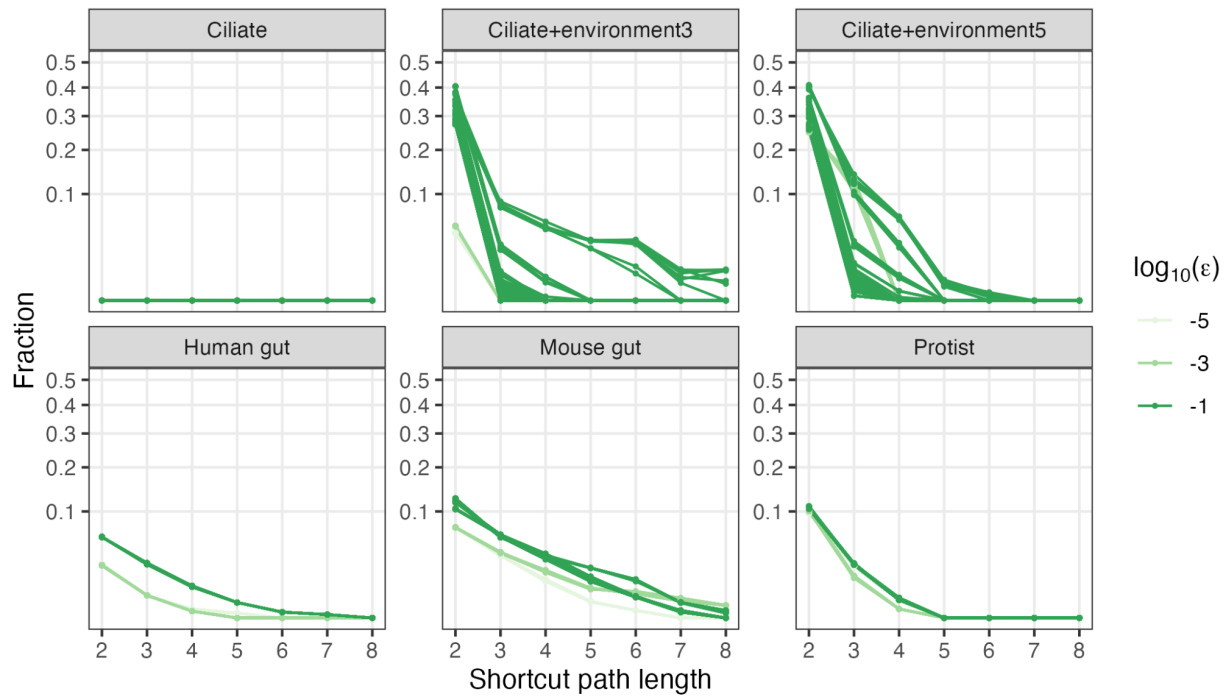 Ciliate Ciliate+environment3 Ciliate+environment5
0.5 0.5 0.5
0.4 0.4 0.4
0.3 0.3 0.3
0.2 0.2 0.2
0.1 0.1 0.1
Fraction
Human gut Mouse gut Protist
0.5 0.5 0.5
0.4 0.4 0.4
0.3 0.3 0.3
0.2 0.2 0.2
0.1 0.1 0.1
2 3 4 5 6 7 8 2 3 4 5 6 7 8 2 3 4 5 6 7 8
Shortcut path length
log₁₀(ε)
-5
-3
-1